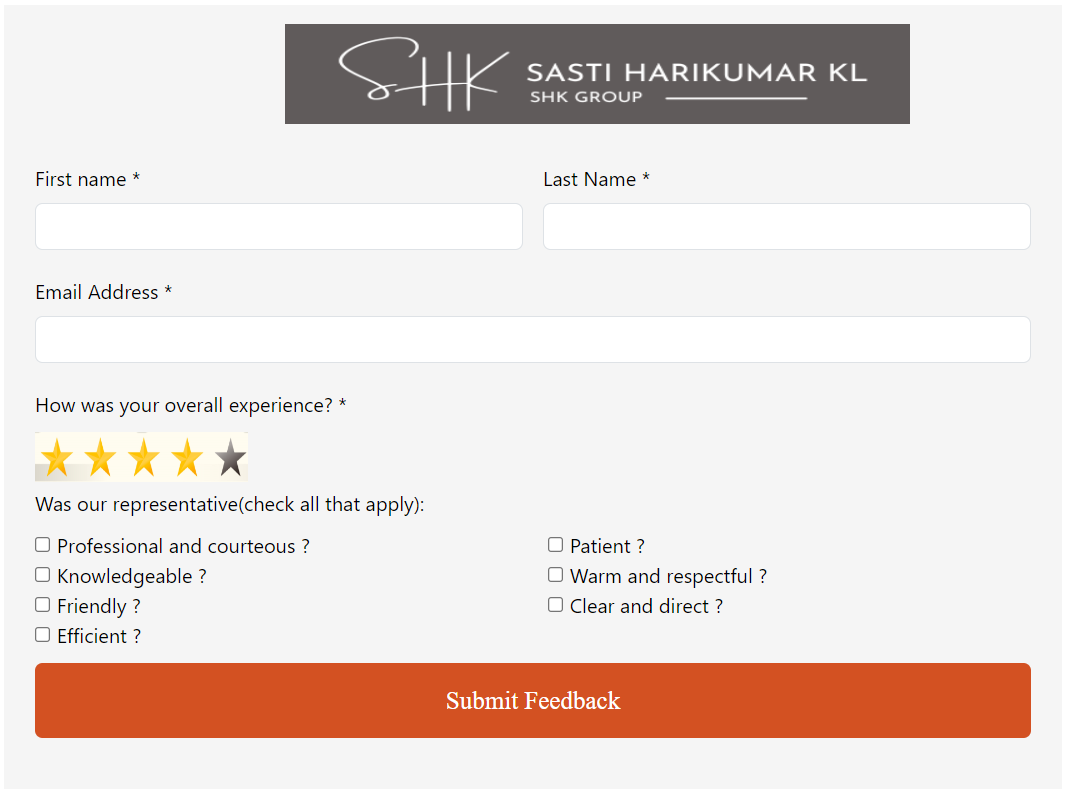 SHK SASTI HARIKUMAR KL
SHK GROUP
First name * Last Name *
Email Address *
How was your overall experience? *
Was our representative(check all that apply):
Professional and courteous ? Patient ?
Knowledgeable ? Warm and respectful ?
Friendly ? Clear and direct ?
Efficient ?
Submit Feedback